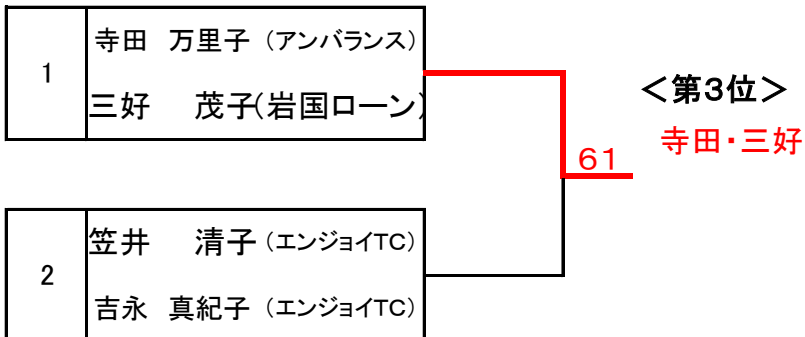 寺田　万里子（アンバランス）
1
三好　　茂子(岩国ローン)
＜第3位＞
寺田・三好
61
笠井　　清子（エンジョイTC）
2
吉永　真紀子（エンジョイTC）